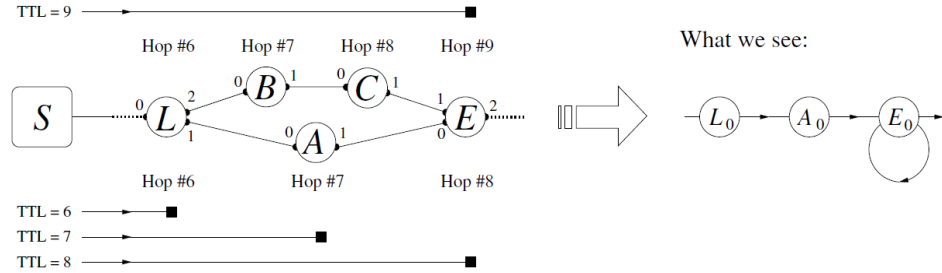 TTL = 9
Hop #6 Hop #7 Hop #8 Hop #9
What we see:
0 B 1 0 C 1
S 0 L 2 1 1 E 2 0
0 A 1
L0 A0 E0
Hop #6 Hop #7 Hop #8
TTL = 6
TTL = 7
TTL = 8